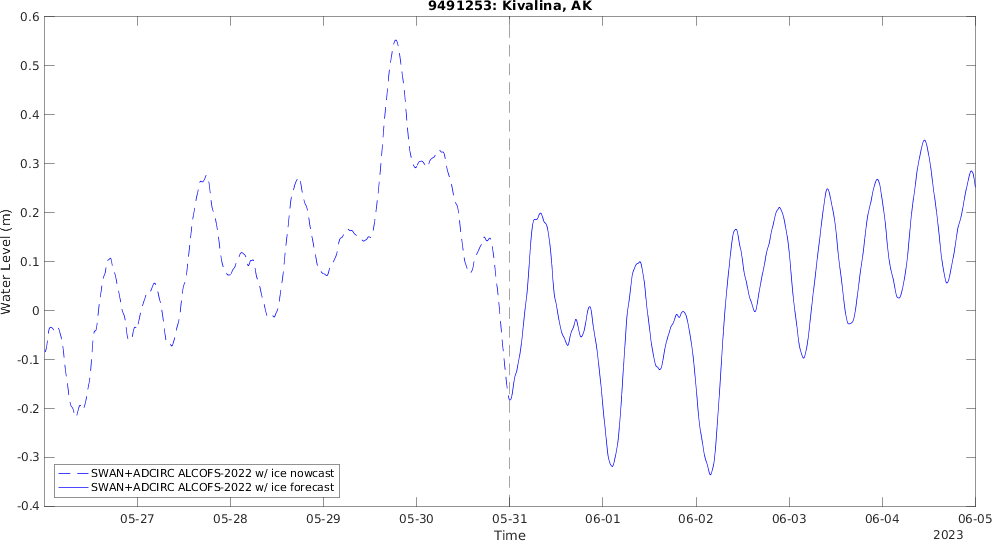 9491253: Kivalina, AK
0.6
0.5
0.4
0.3
0.2
0.1
0
-0.1
-0.2
-0.3
-0.4
Water Level (m)
SWAN+ADCIRC ALCOFS-2022 w/ ice nowcast
SWAN+ADCIRC ALCOFS-2022 w/ ice forecast
05-27 05-28 05-29 05-30 05-31 06-01 06-02 06-03 06-04 06-05
Time
2023